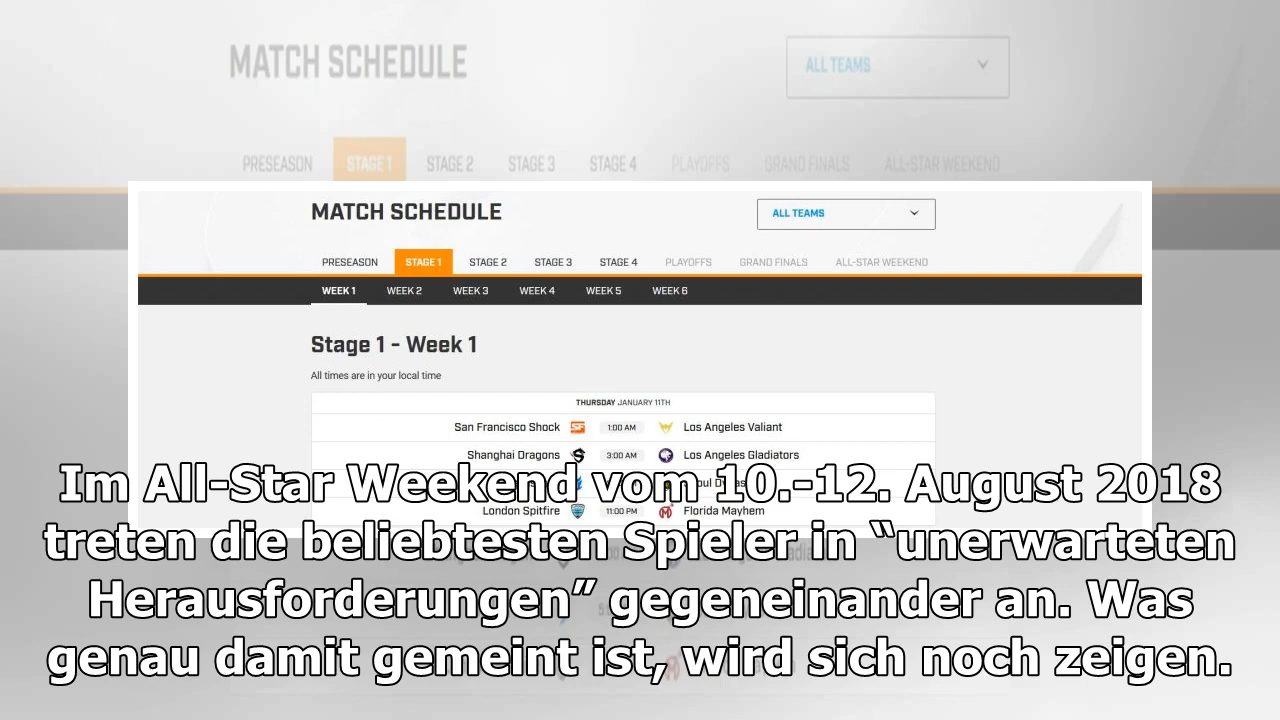 MATCH SCHEDULE
ALL TEAMS
PRESEASON STAGE 1 STAGE 2 STAGE 3 STAGE 4 PLAYOFFS GRAND FINALS ALL-STAR WEEKEND
MATCH SCHEDULE
ALL TEAMS
PRESEASON STAGE 1 STAGE 2 STAGE 3 STAGE 4 PLAYOFFS GRAND FINALS ALL-STAR WEEKEND
WEEK 1 WEEK 2 WEEK 3 WEEK 4 WEEK 5 WEEK 6
Stage 1 - Week 1
All times are in your local time
THURSDAY JANUARY 11TH
San Francisco Shock 1:00 AM Los Angeles Valiant
Shanghai Dragons 3:00 AM Los Angeles Gladiators
London Spitfire 11:00 PM Florida Mayhem
Im All-Star Weekend vom 10.-12. August 2018
treten die beliebtesten Spieler in “unerwarteten
Herausforderungen” gegeneinander an. Was
genau damit gemeint ist, wird sich noch zeigen.